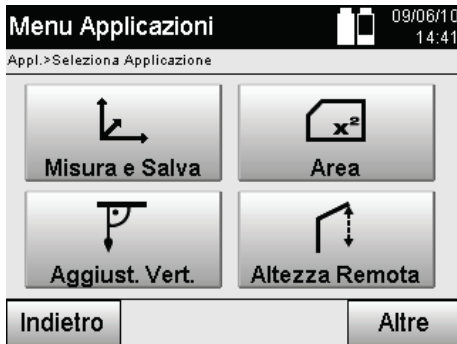 Menu Applicazioni
09/06/10
14:41
Appl.>Seleziona Applicazione
Misura e Salva
x² Area
Aggiust. Vert.
Altezza Remota
Indietro
Altre